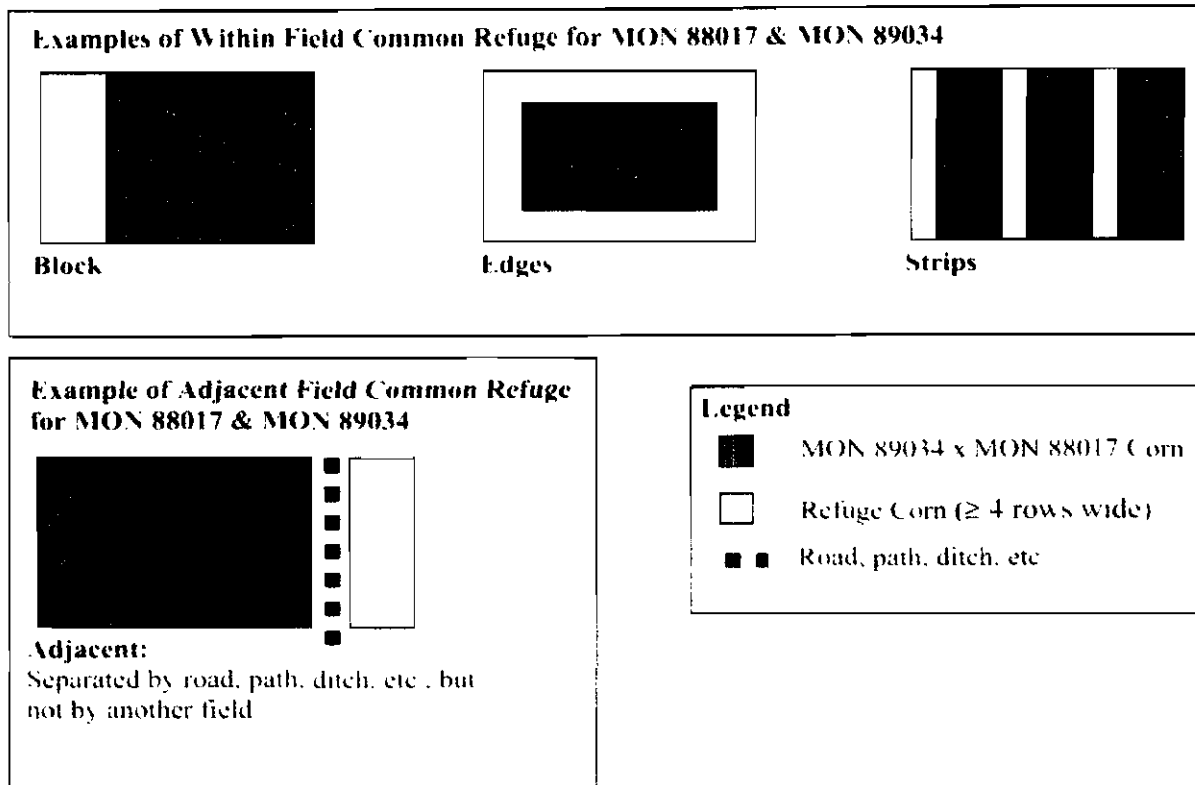 Examples of Within Field Common Refuge for MON 88017 & MON 89034
Block
Edges
Strips
Example of Adjacent Field Common Refuge
for MON 88017 & MON 89034
Adjacent:
Separated by road, path, ditch, etc., but
not by another field
Legend
MON 89034 x MON 88017 Corn
Refuge Corn (≥ 4 rows wide)
Road, path, ditch, etc